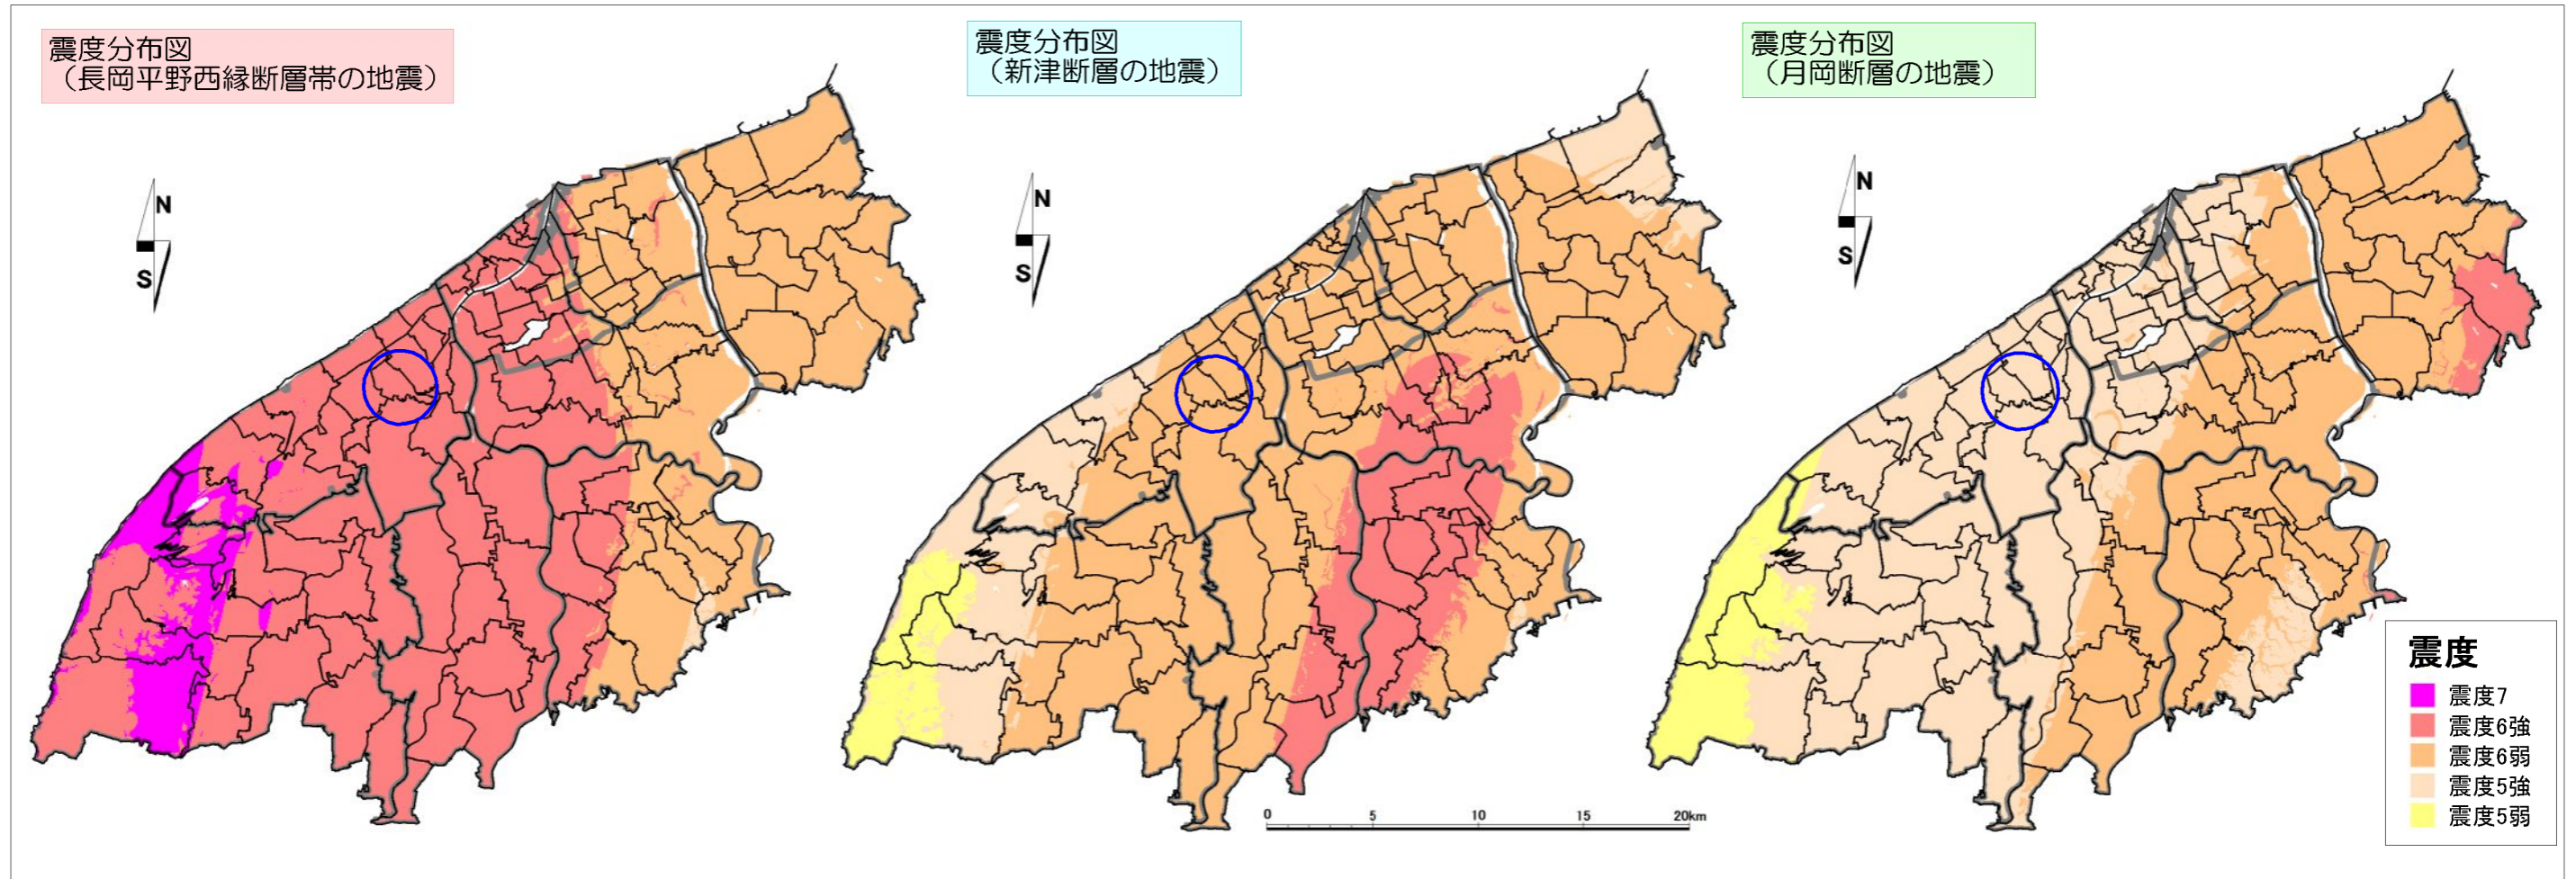 震度分布図
（長岡平野西縁断層帯の地震）
震度分布図
（新津断層の地震）
震度分布図
（月岡断層の地震）
N
S
N
S
N
S
震度
震度7
震度6強
震度6弱
震度5強
震度5弱
0 5 10 15 20km